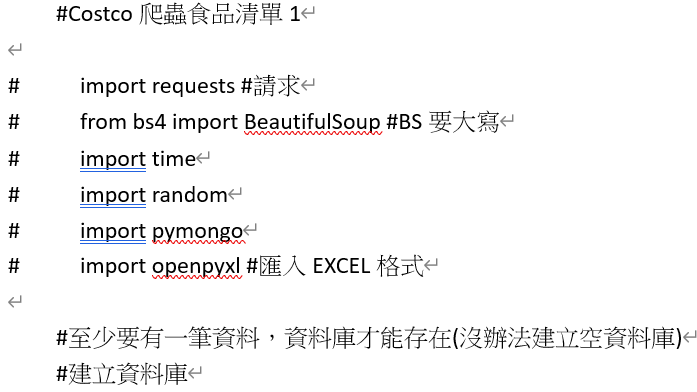 #Costco 爬蟲食品清單 1
# import requests #請求
# from bs4 import BeautifulSoup #BS 要大寫
# import time
# import random
# import pymongo
# import openpyxl #匯入 EXCEL 格式
#至少要有一筆資料，資料庫才能存在(沒辦法建立空資料庫)
#建立資料庫